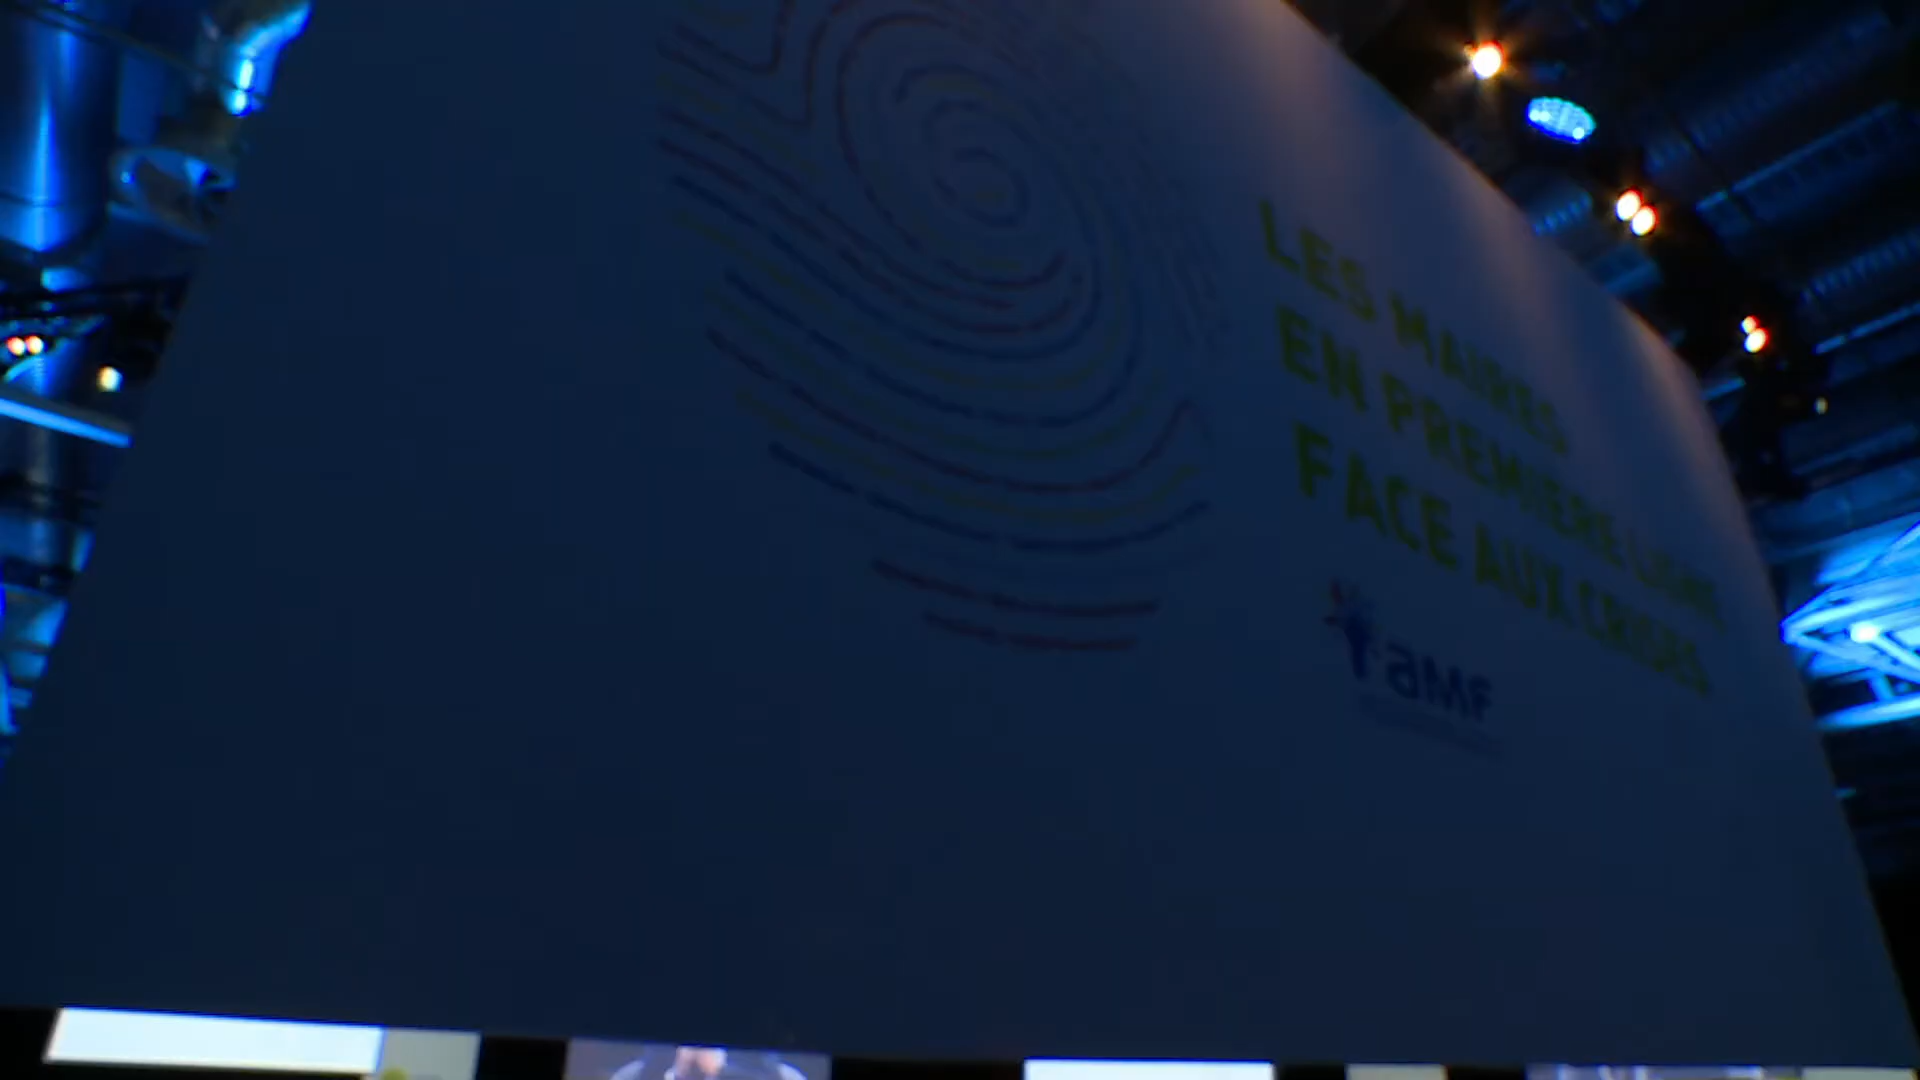 LES MAIRES
EN PREMIÈRE LIGNE
FACE AUX CRISES
amf